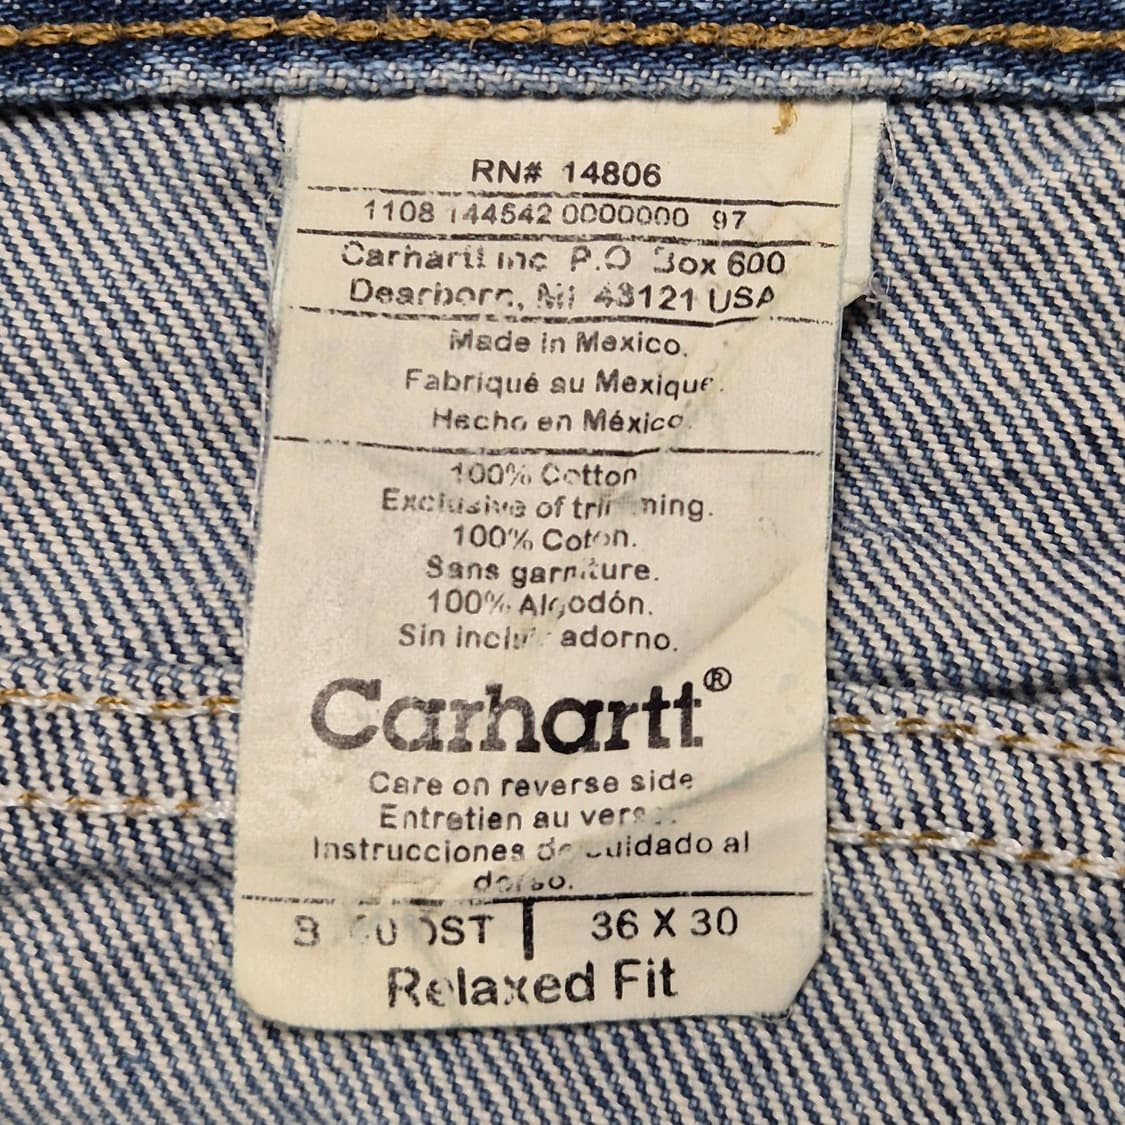 RN# 14806
1108 144542 0000000 97
Carhartt Inc P.O Box 600
Dearborn, MI 48121 USA
Made in Mexico.
Fabriqué au Mexique.
Hecho en México.
100% Cotton
Exclusive of trimming.
100% Coton.
Sans garniture.
100% Algodón.
Sin incluir adorno.
Carhartt®
Care on reverse side
Entretien au verso.
Instrucciones de cuidado al
dorso.
36 X 30
Relaxed Fit